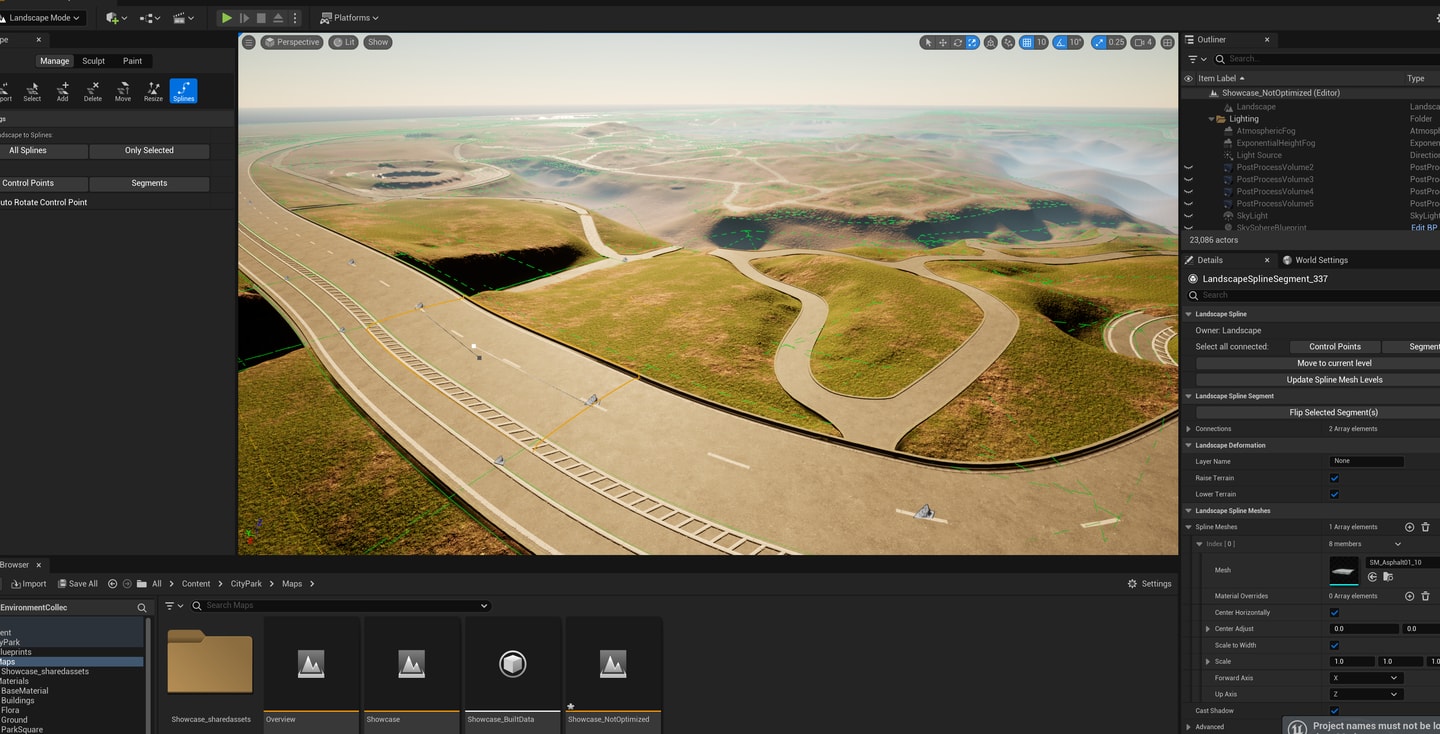 Landscape Mode
Platforms
pe
Manage Sculpt Paint
port Select Add Delete Move Resize Splines
gs
dscape to Splines:
All Splines Only Selected
Control Points Segments
uto Rotate Control Point
Perspective Lit Show
10 10° 0.25 4
Outliner
Search...
Item Label Type
Showcase_NotOptimized (Editor)
Landscape Landsca
Lighting Folder
AtmosphericFog Atmosph
ExponentialHeightFog Exponen
Light Source Directio
PostProcessVolume2 PostPro
PostProcessVolume3 PostPro
PostProcessVolume4 PostPro
PostProcessVolume5 PostPro
SkyLight SkyLight
SkySphereBlueprint Edit BP
23,086 actors
Details World Settings
LandscapeSplineSegment_337
Search
Landscape Spline
Owner: Landscape
Select all connected: Control Points Segment
Move to current level
Update Spline Mesh Levels
Landscape Spline Segment
Flip Selected Segment(s)
Connections 2 Array elements
Landscape Deformation
Layer Name None
Raise Terrain
Lower Terrain
Landscape Spline Meshes
Spline Meshes 1 Array elements
Index [ 0 ] 8 members
Mesh SM_Asphalt01_10
Material Overrides 0 Array elements
Center Horizontally
Center Adjust 0.0 0.0
Scale to Width
Scale 1.0 1.0 1.0
Forward Axis X
Up Axis Z
Cast Shadow
Advanced
Project names must not be lo
Browser
Import Save All All Content CityPark Maps
Settings
EnvironmentCollec
Search Maps
ent
yPark
lueprints
Maps
Showcase_sharedassets
Materials
BaseMaterial
Buildings
Flora
Ground
ParkSquare
Showcase_sharedassets Overview Showcase Showcase_BuiltData Showcase_NotOptimized